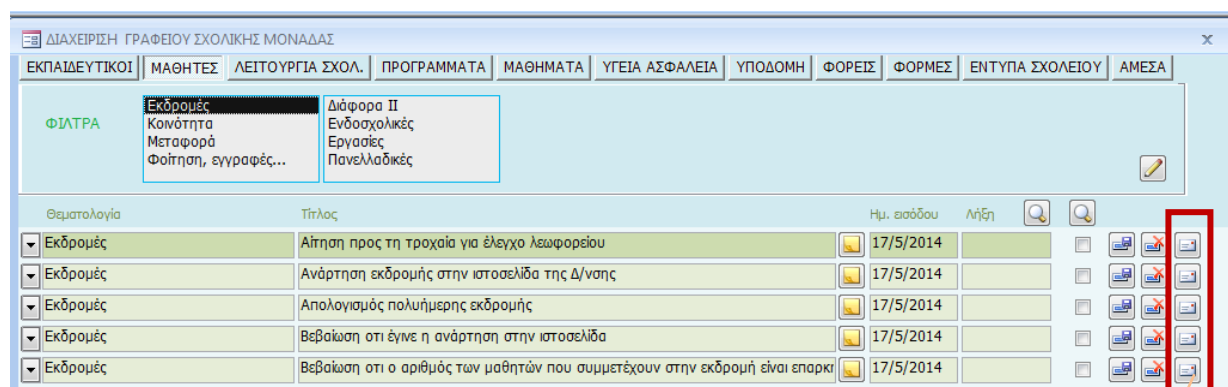 ΔΙΑΧΕΙΡΙΣΗ ΓΡΑΦΕΙΟΥ ΣΧΟΛΙΚΗΣ ΜΟΝΑΔΑΣ x
ΕΚΠΑΙΔΕΥΤΙΚΟΙ ΜΑΘΗΤΕΣ ΛΕΙΤΟΥΡΓΙΑ ΣΧΟΛ. ΠΡΟΓΡΑΜΜΑΤΑ ΜΑΘΗΜΑΤΑ ΥΓΕΙΑ ΑΣΦΑΛΕΙΑ ΥΠΟΔΟΜΗ ΦΟΡΕΙΣ ΦΟΡΜΕΣ ΕΝΤΥΠΑ ΣΧΟΛΕΙΟΥ ΑΜΕΣΑ
ΦΙΛΤΡΑ
Εκδρομές
Κοινότητα
Μεταφορά
Φοίτηση, εγγραφές...
Διάφορα ΙΙ
Ενδοσχολικές
Εργασίες
Πανελλαδικές
Θεματολογία Τίτλος Ημ. εισόδου Λήξη
Εκδρομές Αίτηση προς τη τροχαία για έλεγχο λεωφορείου 17/5/2014
Εκδρομές Ανάρτηση εκδρομής στην ιστοσελίδα της Δ/νσης 17/5/2014
Εκδρομές Απολογισμός πολυήμερης εκδρομής 17/5/2014
Εκδρομές Βεβαίωση οτι έγινε η ανάρτηση στην ιστοσελίδα 17/5/2014
Εκδρομές Βεβαίωση οτι ο αριθμός των μαθητών που συμμετέχουν στην εκδρομή είναι επαρκη 17/5/2014